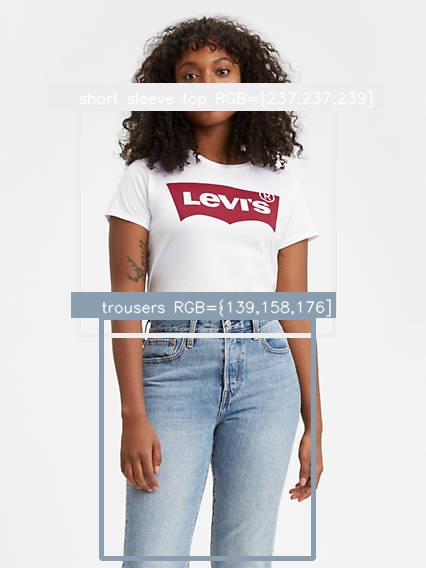 short sleeve top RGB={237,237,239}
Levi's®
trousers RGB={139,158,176}